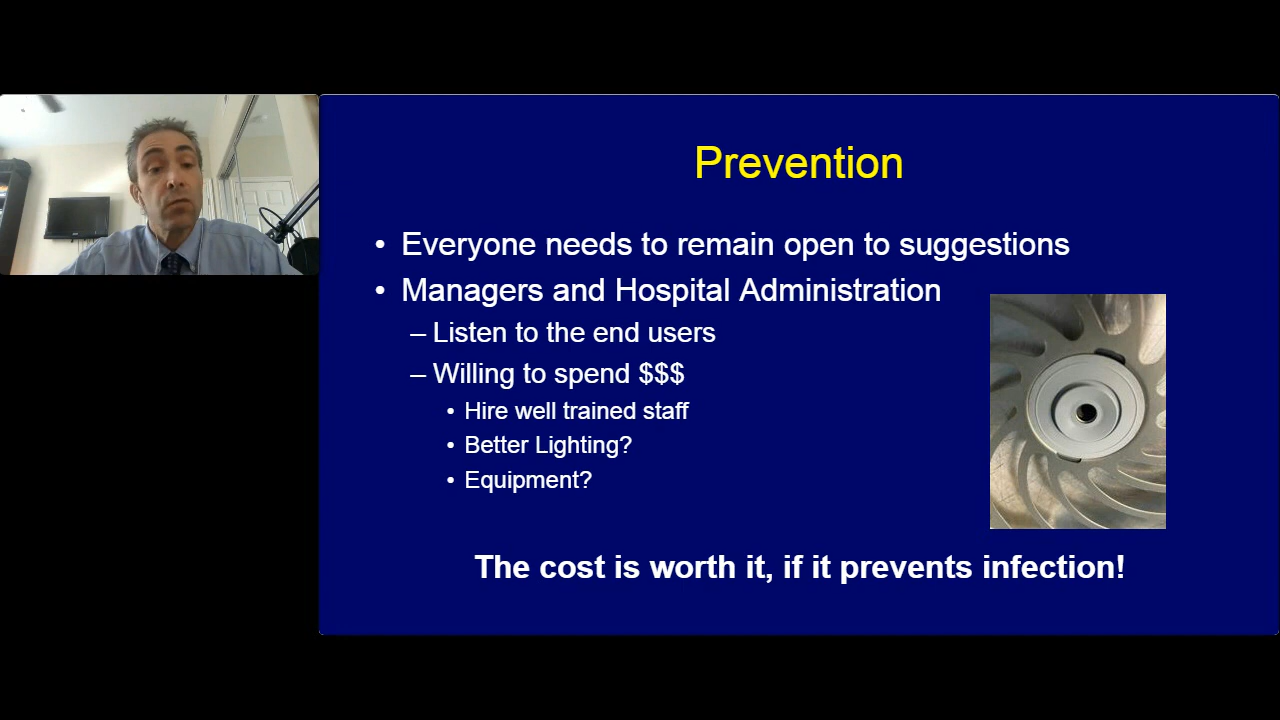 Prevention
• Everyone needs to remain open to suggestions
• Managers and Hospital Administration
– Listen to the end users
– Willing to spend $$$
• Hire well trained staff
• Better Lighting?
• Equipment?
The cost is worth it, if it prevents infection!